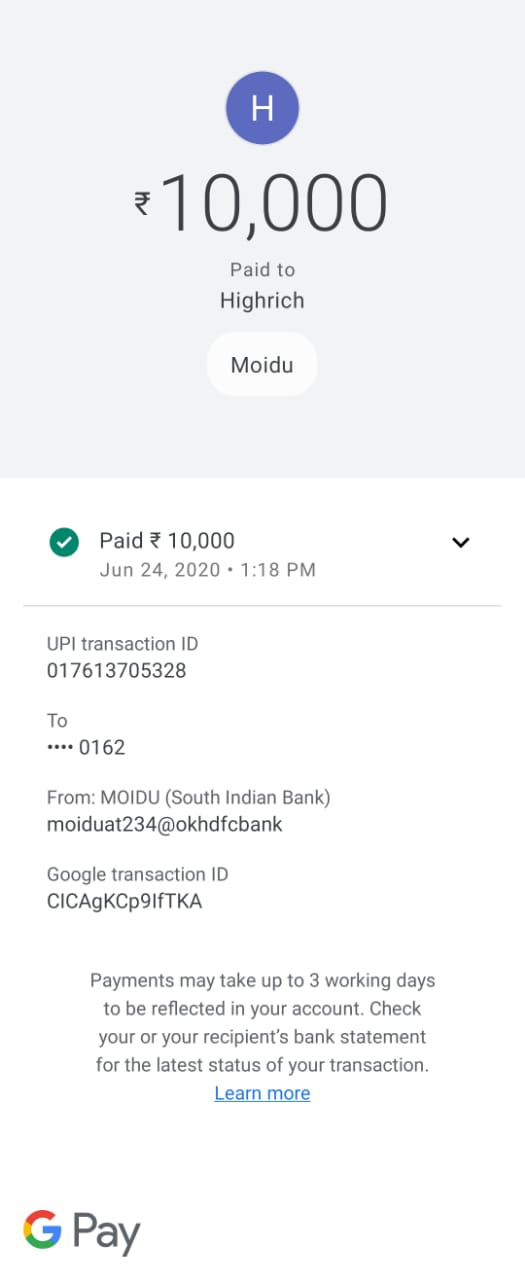 H
₹10,000
Paid to
Highrich
Moidu
Paid ₹ 10,000
Jun 24, 2020 • 1:18 PM
UPI transaction ID
017613705328
To
•••• 0162
From: MOIDU (South Indian Bank)
moiduat234@okhdfcbank
Google transaction ID
CICAgKCp9IfTKA
Payments may take up to 3 working days
to be reflected in your account. Check
your or your recipient's bank statement
for the latest status of your transaction.
Learn more
G Pay